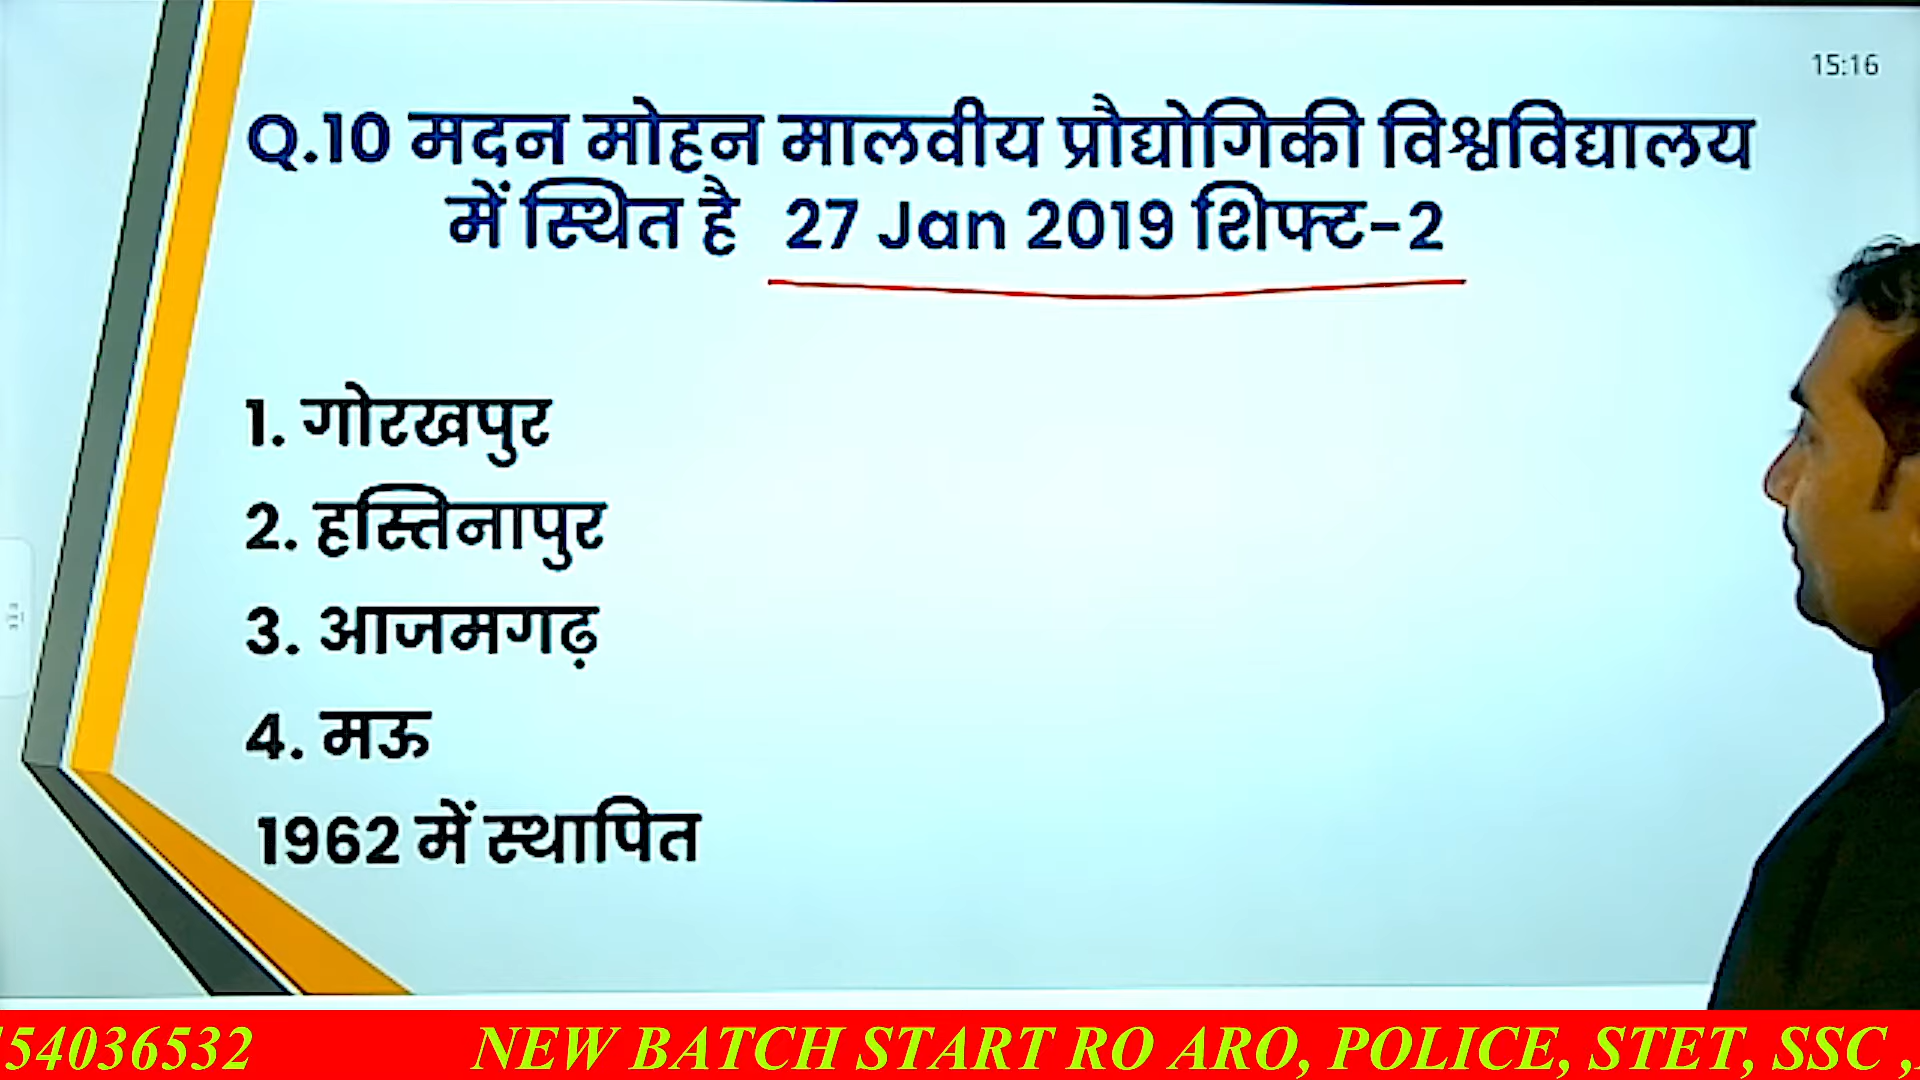 15:16
Q.10 मदन मोहन मालवीय प्रौद्योगिकी विश्वविद्यालय
में स्थित है 27 Jan 2019 शिफ्ट-2
1. गोरखपुर
2. हस्तिनापुर
3. आजमगढ़
4. मऊ
1962 में स्थापित
54036532 NEW BATCH START RO ARO, POLICE, STET, SSC ,